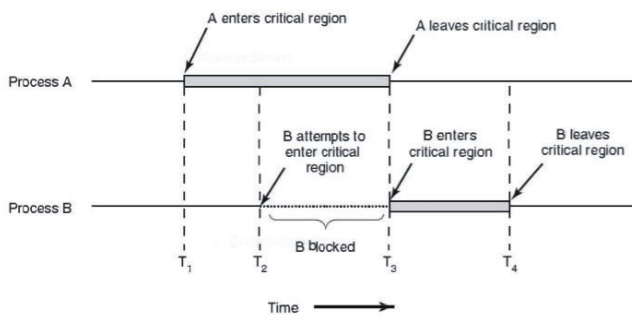 A enters critical region
A leaves critical region
Process A
B attempts to
enter critical
region
B enters
critical region
B leaves
critical region
Process B
B blocked
T1
T2
T3
T4
Time